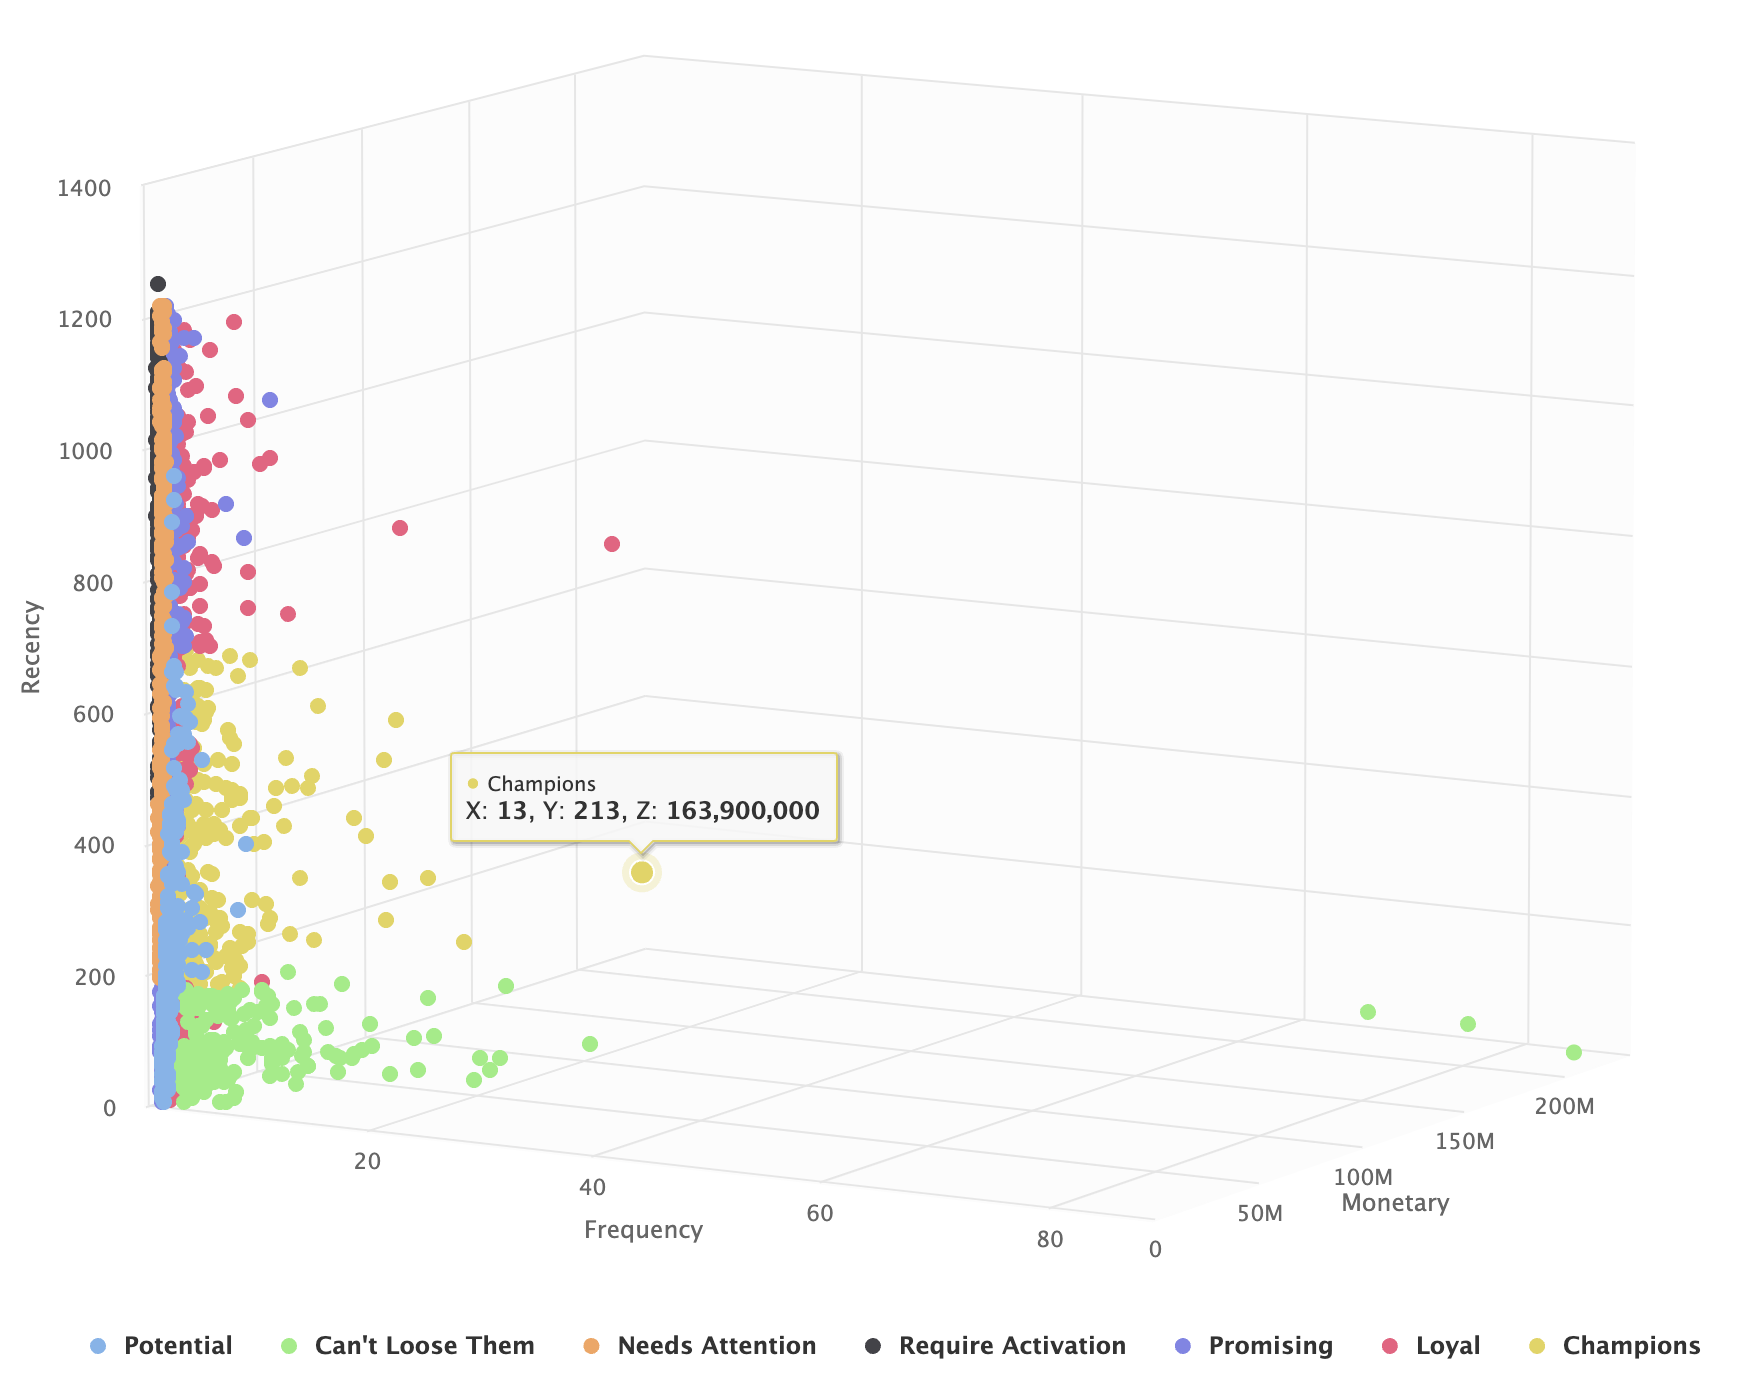 1400
1200
1000
800
600
400
200
0
Recency
Champions
X: 13, Y: 213, Z: 163,900,000
20
40
60
80
Frequency
0
50M
100M
150M
200M
Monetary
Potential
Can't Loose Them
Needs Attention
Require Activation
Promising
Loyal
Champions